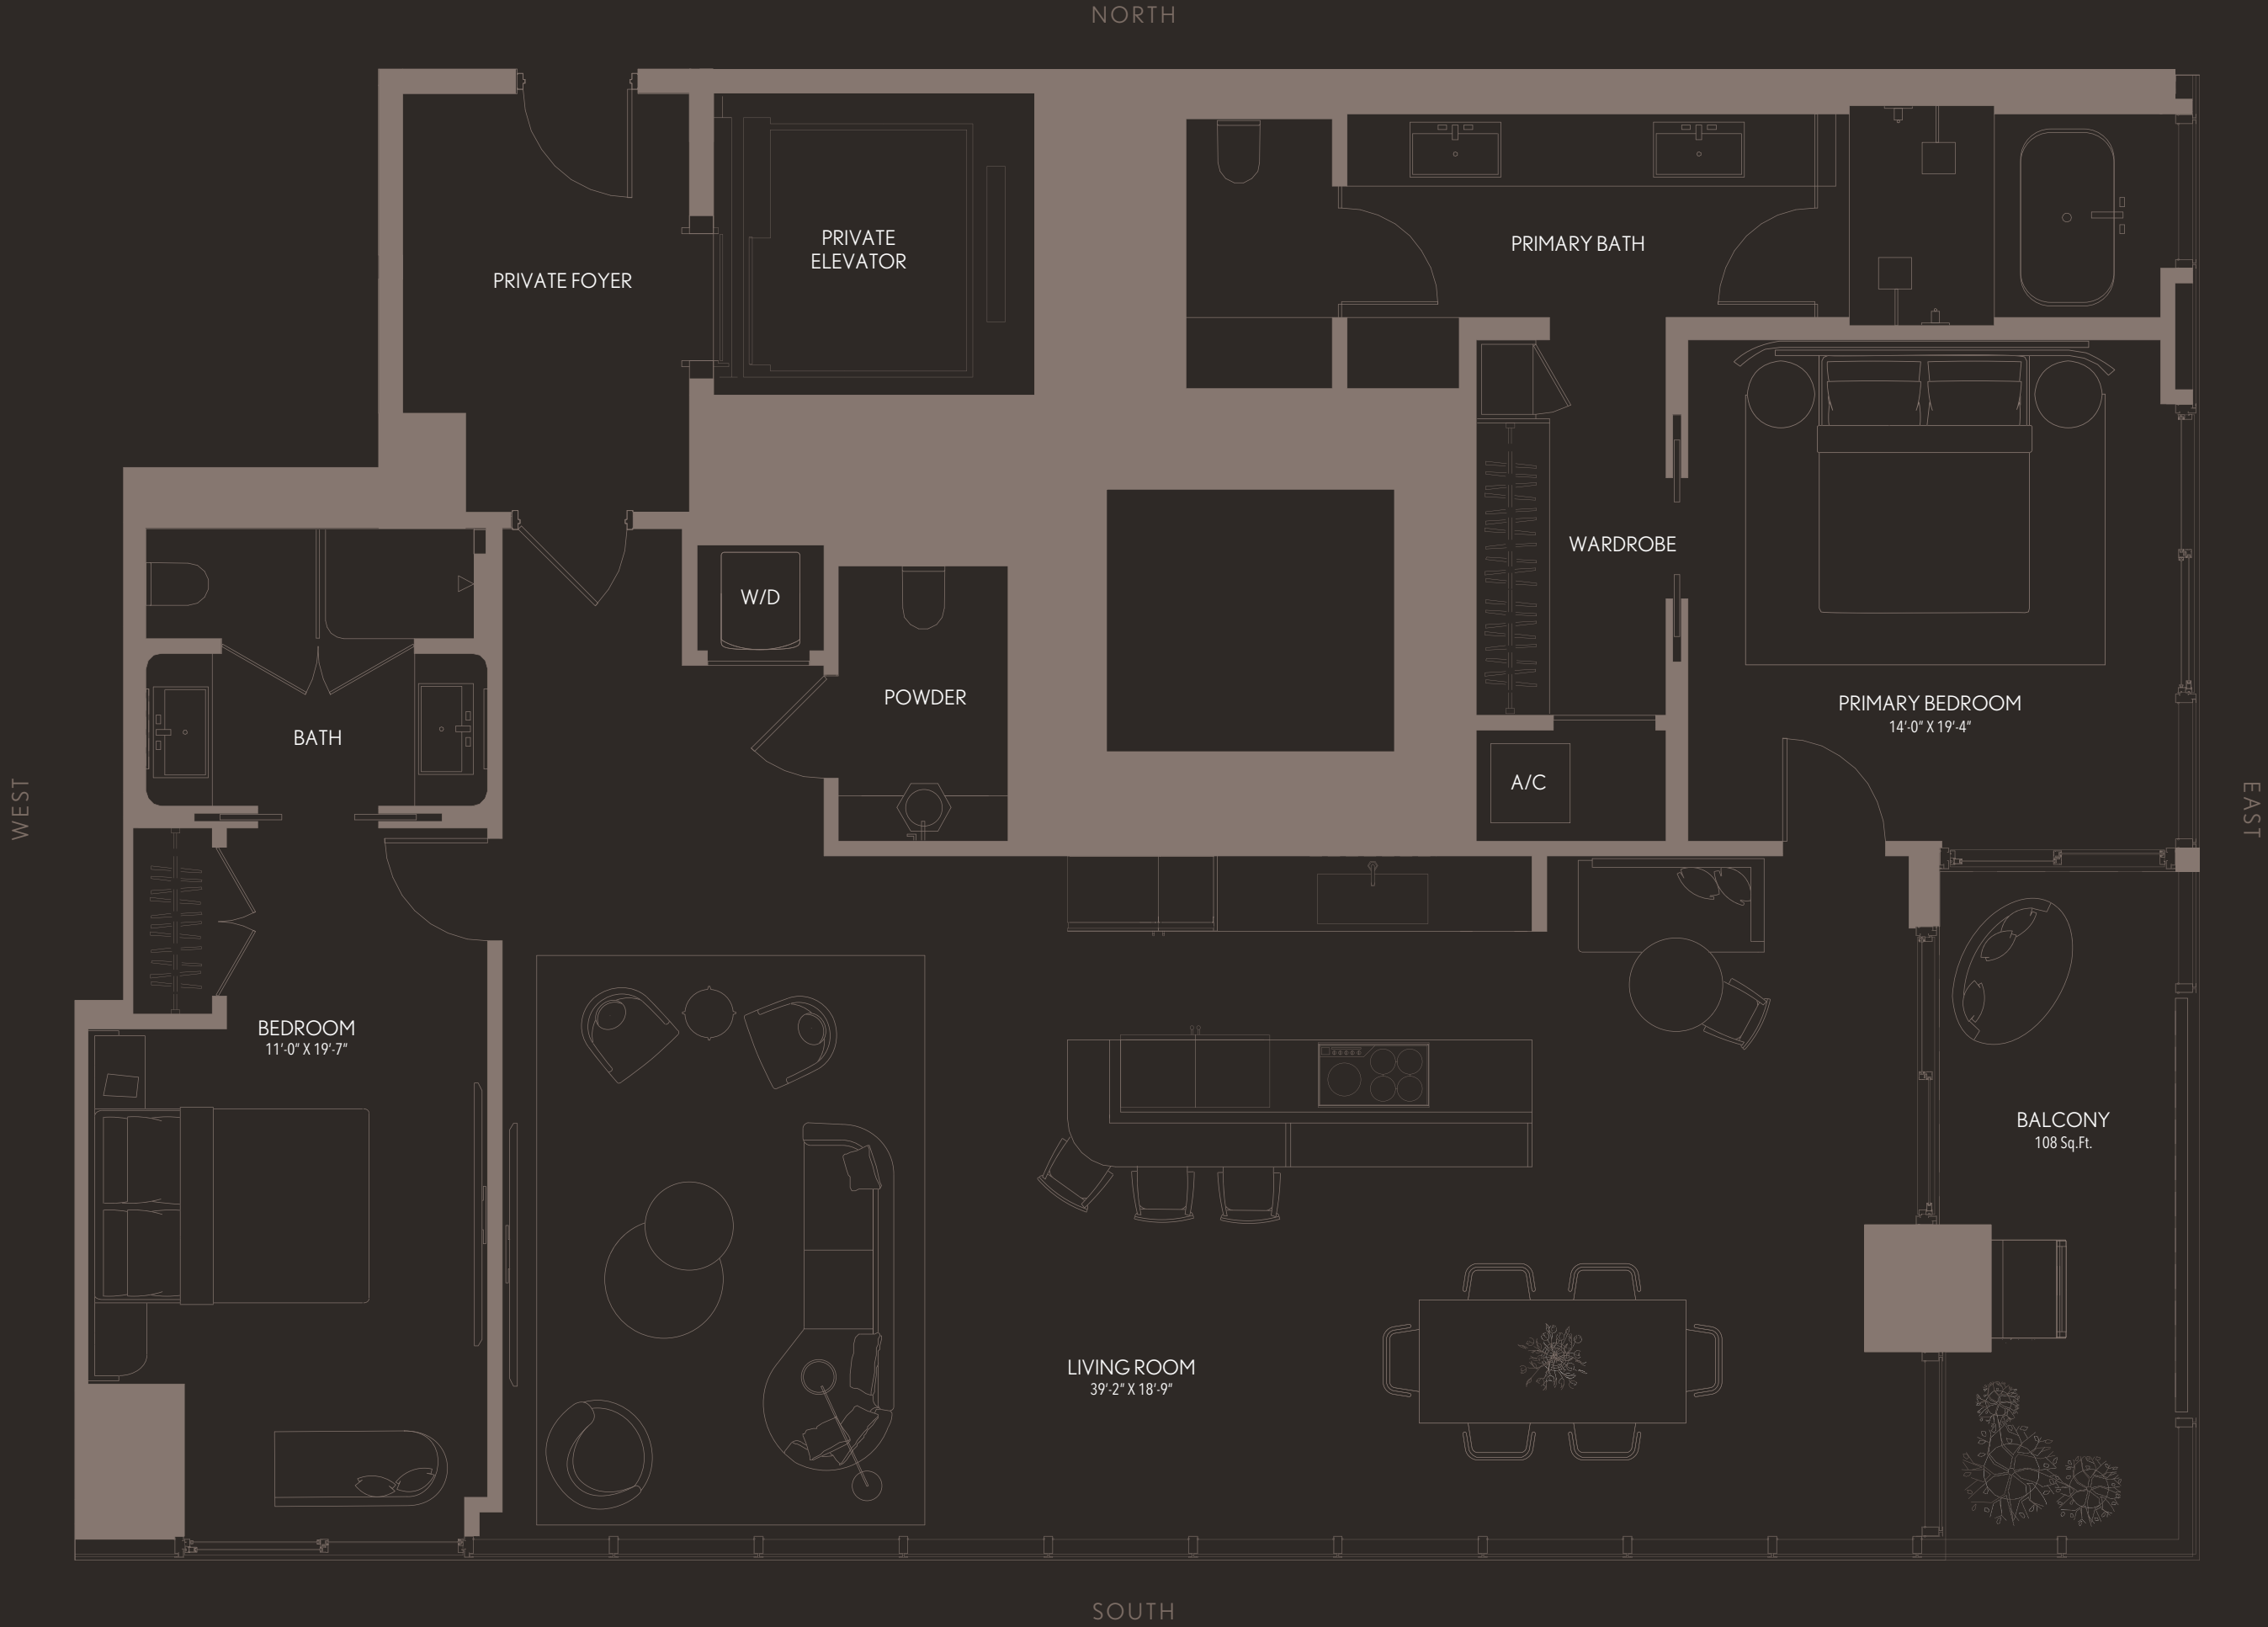 NORTH
PRIVATE
ELEVATOR
PRIMARY BATH
PRIVATE FOYER
WARDROBE
W/D
POWDER
PRIMARY BEDROOM
14'-0" X 19'-4"
BATH
A/C
WEST
EAST
BEDROOM
11'-0" X 19'-7"
BALCONY
108 Sq.Ft.
LIVING ROOM
39'-2" X 18'-9"
SOUTH